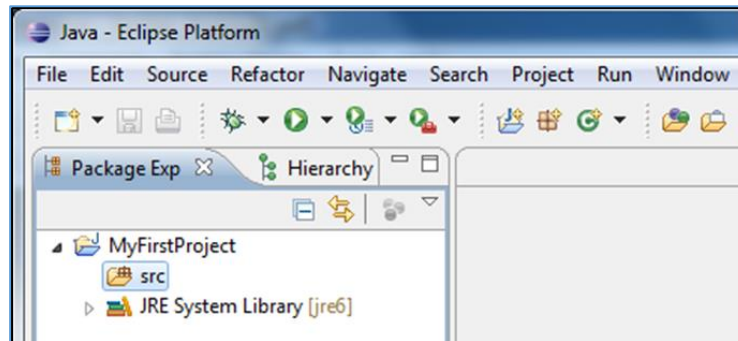 Java - Eclipse Platform
File Edit Source Refactor Navigate Search Project Run Window
Package Exp Hierarchy
MyFirstProject
src
JRE System Library [jre6]